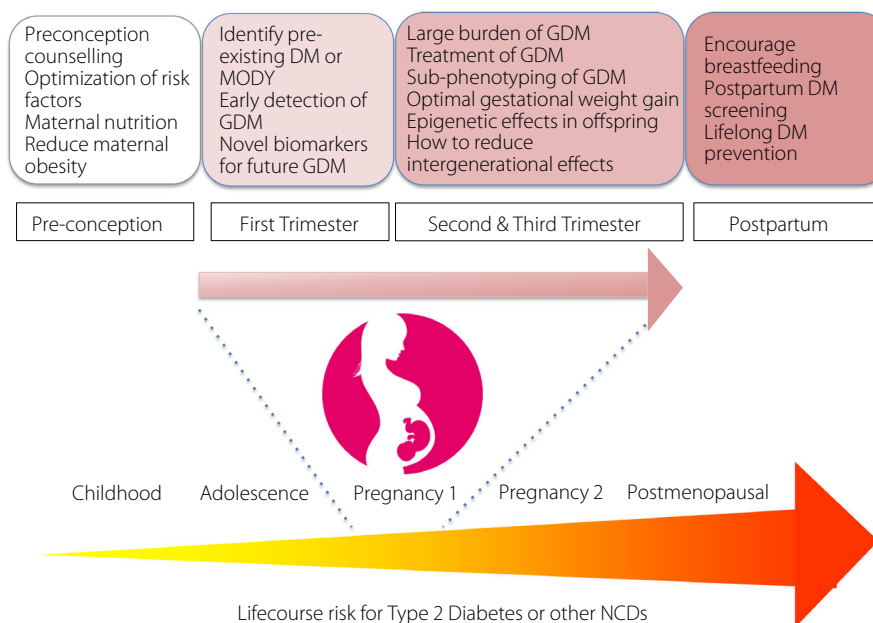 Preconception
counselling
Optimization of risk
factors
Maternal nutrition
Reduce maternal
obesity
Identify pre-
existing DM or
MODY
Early detection of
GDM
Novel biomarkers
for future GDM
Large burden of GDM
Treatment of GDM
Sub-phenotyping of GDM
Optimal gestational weight gain
Epigenetic effects in offspring
How to reduce
intergenerational effects
Encourage
breastfeeding
Postpartum DM
screening
Lifelong DM
prevention
Pre-conception
First Trimester
Second & Third Trimester
Postpartum
Childhood
Adolescence
Pregnancy 1
Pregnancy 2
Postmenopausal
Lifecourse risk for Type 2 Diabetes or other NCDs